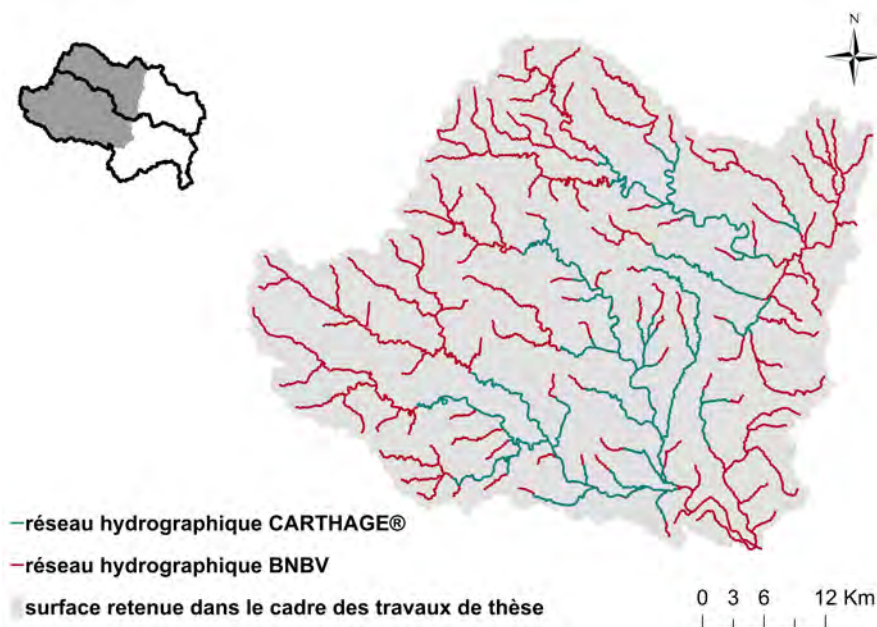 N
réseau hydrographique CARTHAGE®
réseau hydrographique BNBV
surface retenue dans le cadre des travaux de thèse
0 3 6 12 Km